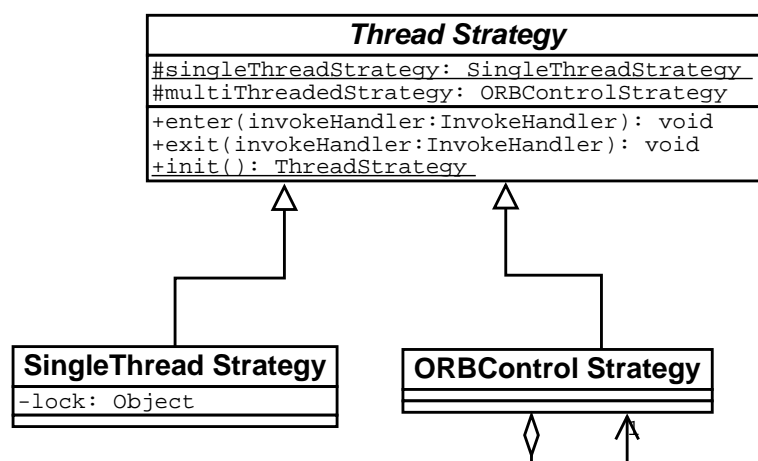 Thread Strategy
#singleThreadStrategy: SingleThreadStrategy
#multiThreadedStrategy: ORBControlStrategy
+enter(invokeHandler:InvokeHandler): void
+exit(invokeHandler:InvokeHandler): void
+init(): ThreadStrategy
SingleThread Strategy
-lock: Object
ORBControl Strategy
1